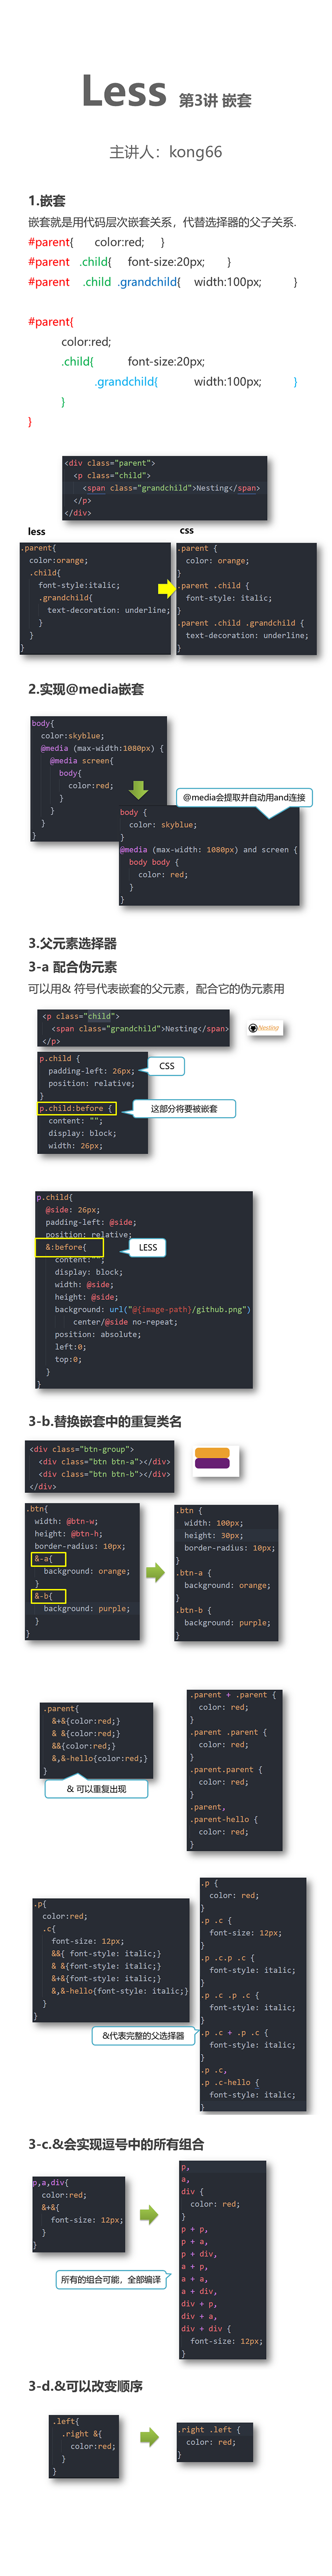 Less 第3讲 嵌套
主讲人：kong66
1.嵌套
嵌套就是用代码层次嵌套关系，代替选择器的父子关系.
#parent{ color:red; }
#parent .child{ font-size:20px; }
#parent .child .grandchild{ width:100px; }
#parent{
color:red;
.child{ font-size:20px;
.grandchild{ width:100px; }
}
}
<div class="parent">
<p class="child">
<span class="grandchild">Nesting</span>
</p>
</div>
less
.parent{
color:orange;
.child{
font-style:italic;
.grandchild{
text-decoration: underline;
}
}
}
css
.parent {
color: orange;
}
.parent .child {
font-style: italic;
}
.parent .child .grandchild {
text-decoration: underline;
}
2.实现@media嵌套
body{
color:skyblue;
@media (max-width:1080px) {
@media screen{
body{
color:red;
}
}
}
}
@media会提取并自动用and连接
body {
color: skyblue;
}
@media (max-width: 1080px) and screen {
body body {
color: red;
}
}
3.父元素选择器
3-a 配合伪元素
可以用& 符号代表嵌套的父元素，配合它的伪元素用
<p class="child">
<span class="grandchild">Nesting</span>
</p>
Nesting
p.child {
padding-left: 26px;
position: relative;
}
p.child:before {
content: "";
display: block;
width: 26px;
CSS
这部分将要被嵌套
p.child{
@side: 26px;
padding-left: @side;
position: relative;
&:before{
content:"";
display: block;
width: @side;
height: @side;
background: url("@{image-path}/github.png")
center/@side no-repeat;
position: absolute;
left:0;
top:0;
}
}
LESS
3-b.替换嵌套中的重复类名
<div class="btn-group">
<div class="btn btn-a"></div>
<div class="btn btn-b"></div>
</div>
.btn{
width: @btn-w;
height: @btn-h;
border-radius: 10px;
&-a{
background: orange;
}
&-b{
background: purple;
}
}
.btn {
width: 100px;
height: 30px;
border-radius: 10px;
}
.btn-a {
background: orange;
}
.btn-b {
background: purple;
}
.parent{
&+&{color:red;}
& &{color:red;}
&&{color:red;}
&,&-hello{color:red;}
}
& 可以重复出现
.parent + .parent {
color: red;
}
.parent .parent {
color: red;
}
.parent.parent {
color: red;
}
.parent,
.parent-hello {
color: red;
}
.p{
color:red;
.c{
font-size: 12px;
&&{ font-style: italic;}
& &{font-style: italic;}
&+&{font-style: italic;}
&,&-hello{font-style: italic;}
}
}
&代表完整的父选择器
.p {
color: red;
}
.p .c {
font-size: 12px;
}
.p .c.p .c {
font-style: italic;
}
.p .c .p .c {
font-style: italic;
}
.p .c + .p .c {
font-style: italic;
}
.p .c,
.p .c-hello {
font-style: italic;
}
3-c.&会实现逗号中的所有组合
p,a,div{
color:red;
&+&{
font-size: 12px;
}
}
所有的组合可能，全部编译
p,
a,
div {
color: red;
}
p + p,
p + a,
p + div,
a + p,
a + a,
a + div,
div + p,
div + a,
div + div {
font-size: 12px;
}
3-d.&可以改变顺序
.left{
.right &{
color:red;
}
}
.right .left {
color: red;
}